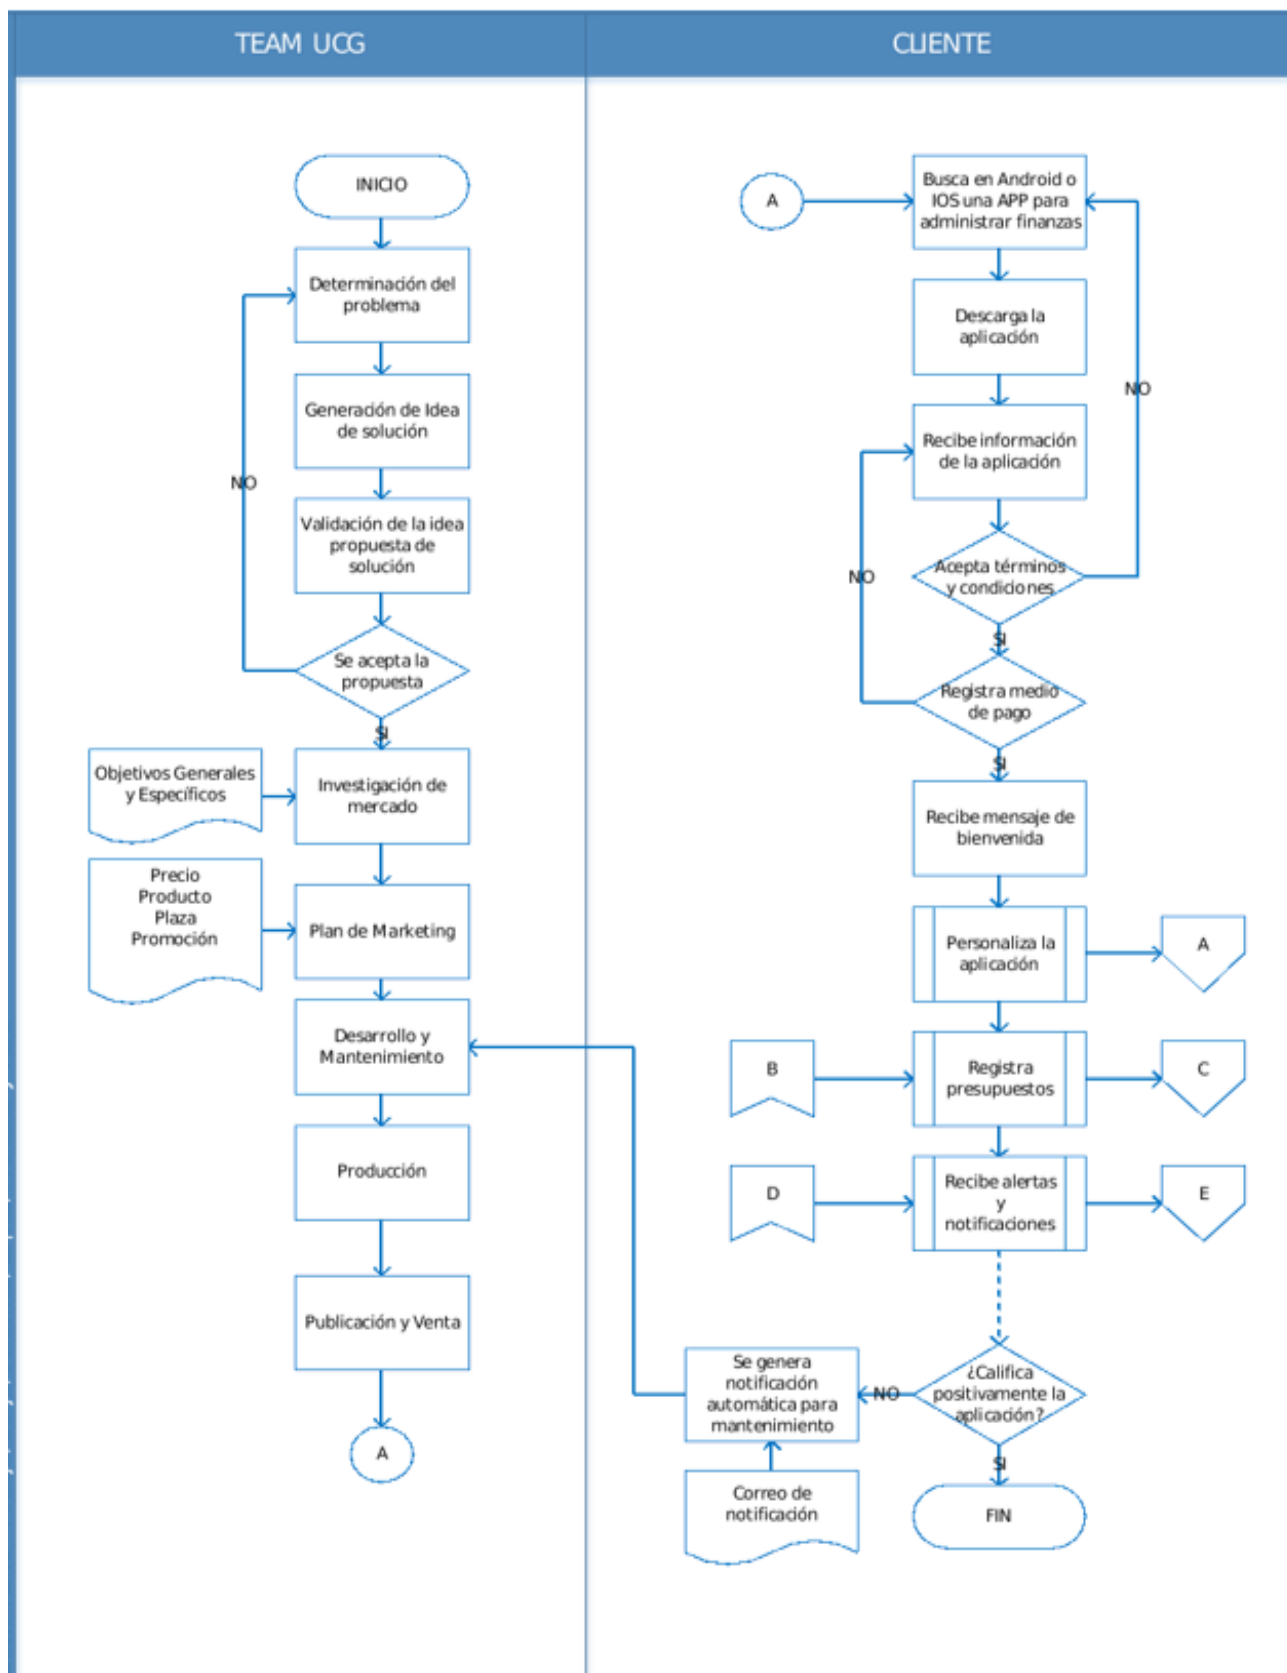 TEAM UCG
CLIENTE
INICIO
Determinación del
problema
Generación de Idea
de solución
NO
Validación de la idea
propuesta de
solución
Se acepta la
propuesta
SI
Objetivos Generales
y Específicos
Investigación de
mercado
Precio
Producto
Plaza
Promoción
Plan de Marketing
Desarrollo y
Mantenimiento
Producción
Publicación y Venta
A
A
Busca en Android o
IOS una APP para
administrar finanzas
Descarga la
aplicación
NO
Recibe información
de la aplicación
NO
Acepta términos
y condiciones
SI
Registra medio
de pago
SI
Recibe mensaje de
bienvenida
Personaliza la
aplicación
A
B
Registra
presupuestos
C
D
Recibe alertas
y
notificaciones
E
¿Califica
positivamente la
aplicación?
NO
Se genera
notificación
automática para
mantenimiento
Correo de
notificación
SI
FIN